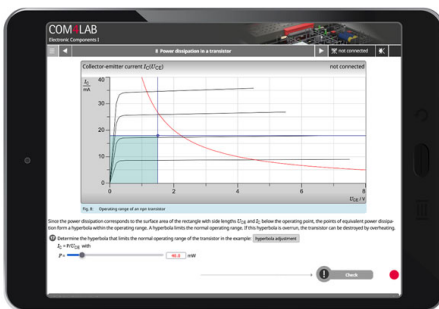 COM4LAB
Electronic Components I
8 Power dissipation in a transistor
not connected
Collector-emitter current I_C(U_CE)
not connected
I_C
mA
40
30
20
10
0
0
2
4
6
8
U_CE / V
Fig. 8: Operating range of an npn transistor
Since the power dissipation corresponds to the surface area of the rectangle with side lengths U_CE and I_C below the operating point, the points of equivalent power dissipa-
tion form a hyperbola within the operating range. A hyperbola limits the normal operating range. If this hyperbola is overrun, the transistor can be destroyed by overheating.
Determine the hyperbola that limits the normal operating range of the transistor in the example: hyperbola adjustment
I_C = P/U_CE with
P =
mW
Check